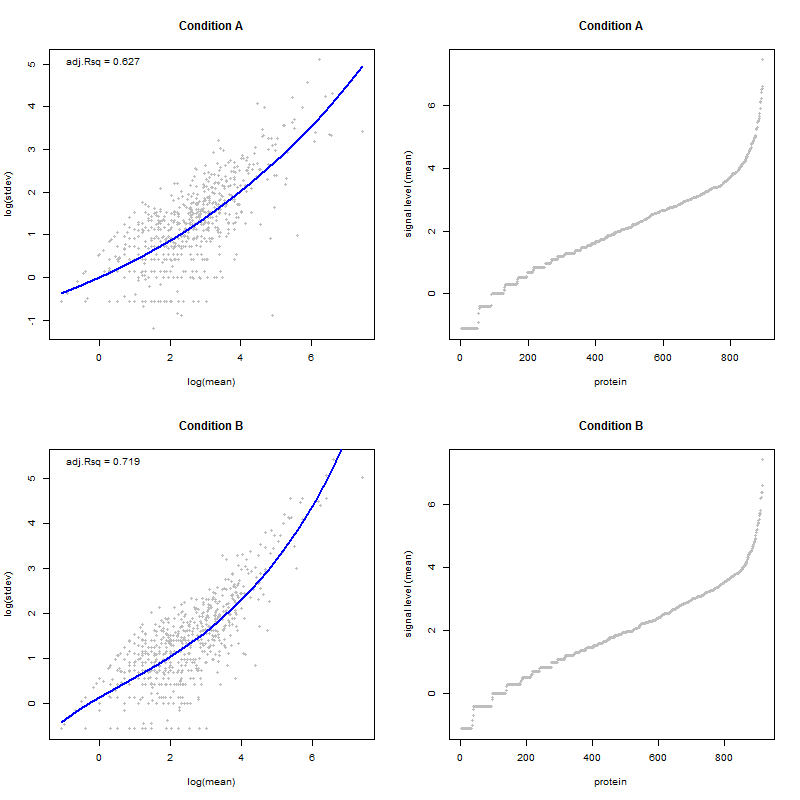 Condition A
adj.Rsq = 0.627
5
4
3
2
1
0
-1
log(stdev)
0 2 4 6
log(mean)
Condition A
6
4
2
0
signal level (mean)
0 200 400 600 800
protein
Condition B
adj.Rsq = 0.719
5
4
3
2
1
0
log(stdev)
0 2 4 6
log(mean)
Condition B
6
4
2
0
signal level (mean)
0 200 400 600 800
protein